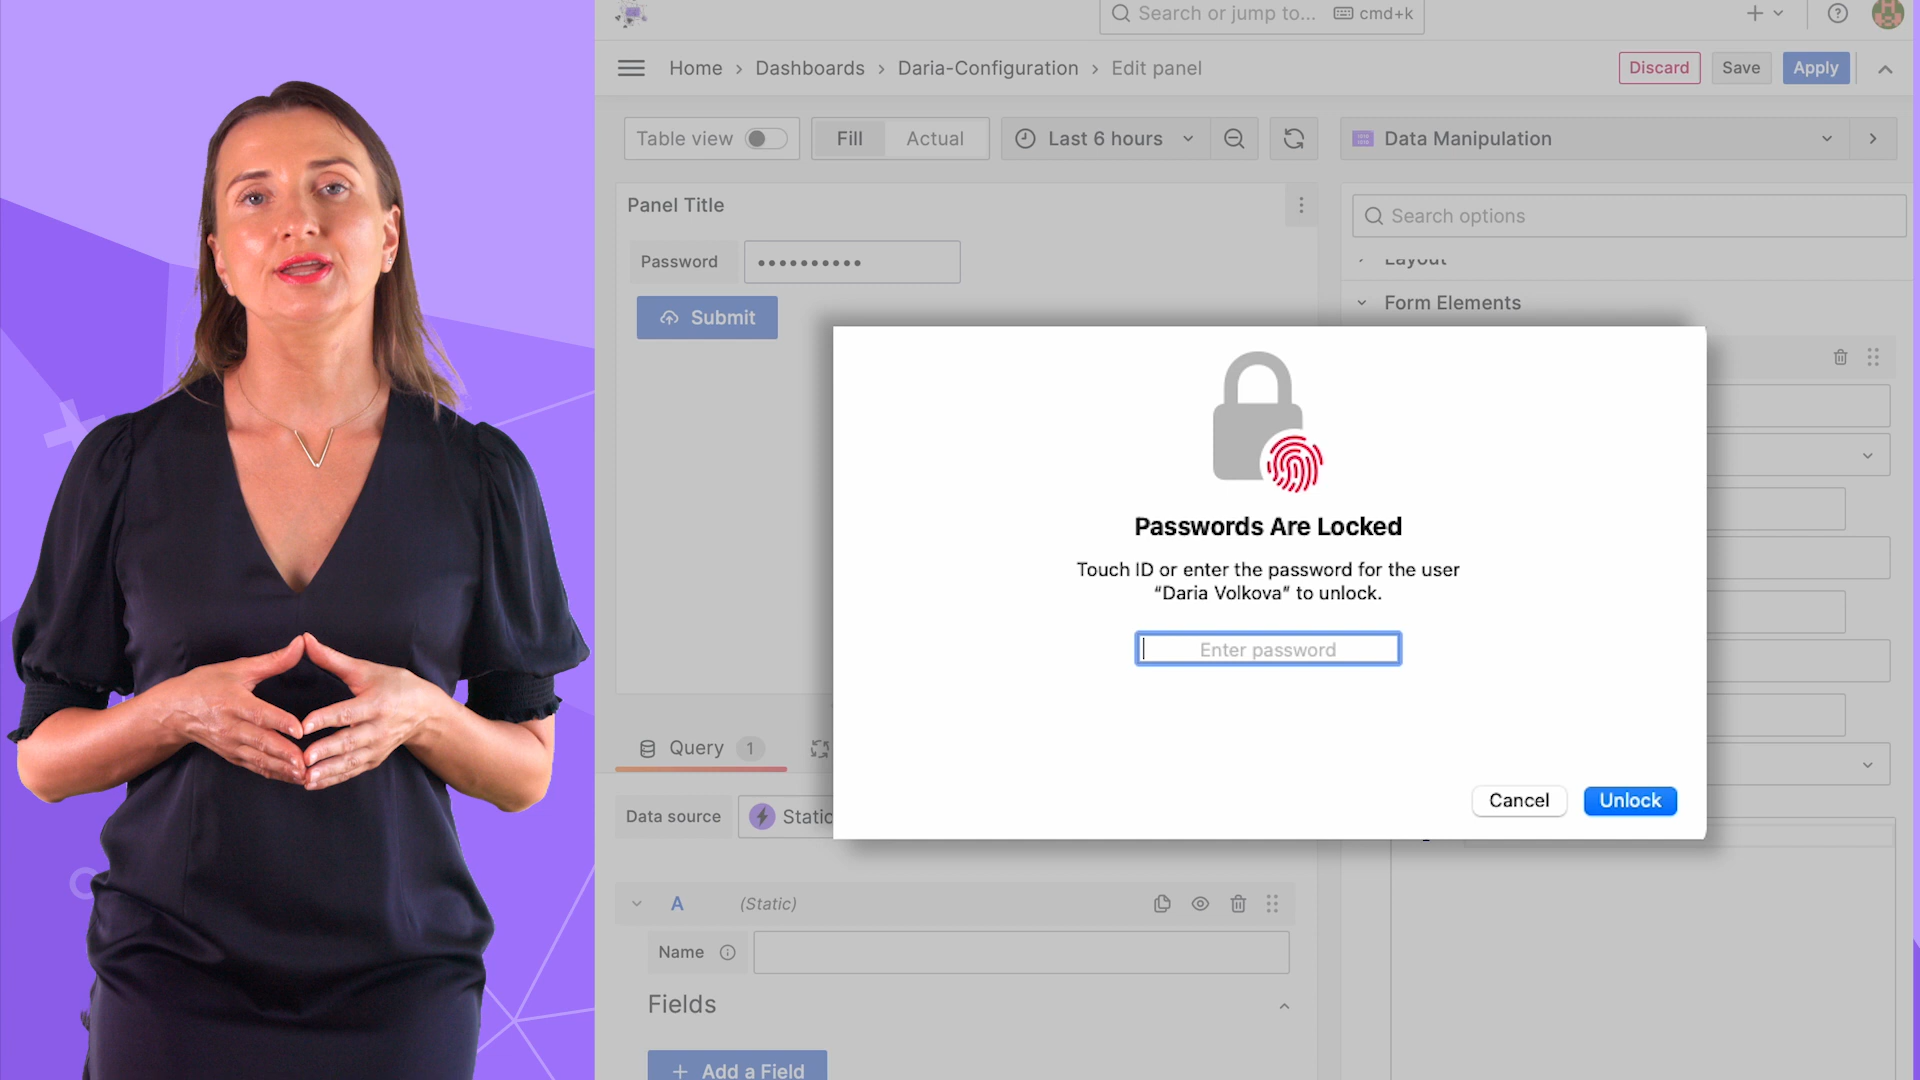 Search or jump to... cmd+k
Home › Dashboards › Daria-Configuration › Edit panel
Discard Save Apply
Table view Fill Actual Last 6 hours Data Manipulation
Panel Title
Search options
Layout
Password ••••••••••
Form Elements
Submit
Passwords Are Locked
Touch ID or enter the password for the user
“Daria Volkova” to unlock.
Enter password
Cancel Unlock
Query 1
Data source Static
A (Static)
Name
Fields
+ Add a Field